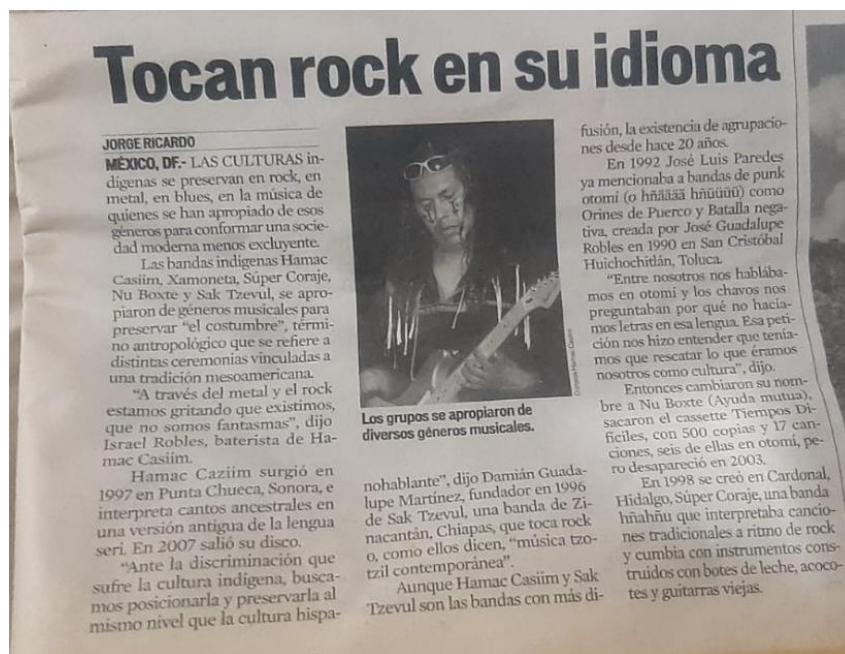 Tocan rock en su idioma
JORGE RICARDO
MÉXICO, DF.- LAS CULTURAS in-
dígenas se preservan en rock, en
metal, en blues, en la música de
quienes se han apropiado de esos
géneros para conformar una socie-
dad moderna menos excluyente.
Las bandas indígenas Hamac
Casiim, Xamoneta, Súper Coraje,
Nu Boxte y Sak Tzevul, se apro-
piaron de géneros musicales para
preservar "el costumbre", térmi-
no antropológico que se refiere a
distintas ceremonias vinculadas a
una tradición mesoamericana.
"A través del metal y el rock
estamos gritando que existimos,
que no somos fantasmas", dijo
Israel Robles, baterista de Ha-
mac Casiim.
Hamac Caziim surgió en
1997 en Punta Chueca, Sonora, e
interpreta cantos ancestrales en
una versión antigua de la lengua
seri. En 2007 salió su disco.
"Ante la discriminación que
sufre la cultura indígena, busca-
mos posicionarla y preservarla al
mismo nivel que la cultura hispa-
Cortesía Hamac Casiim
Los grupos se apropiaron de
diversos géneros musicales.
nohablante", dijo Damián Guada-
lupe Martínez, fundador en 1996
de Sak Tzevul, una banda de Zi-
nacantán, Chiapas, que toca rock
o, como ellos dicen, "música tzo-
tzil contemporánea".
Aunque Hamac Casiim y Sak
Tzevul son las bandas con más di-
fusión, la existencia de agrupacio-
nes desde hace 20 años.
En 1992 José Luis Paredes
ya mencionaba a bandas de punk
otomí (o hñääää hñüüüü) como
Orines de Puerco y Batalla nega-
tiva, creada por José Guadalupe
Robles en 1990 en San Cristóbal
Huichochitlán, Toluca.
"Entre nosotros nos hablába-
mos en otomí y los chavos nos
preguntaban por qué no hacía-
mos letras en esa lengua. Esa peti-
ción nos hizo entender que tenía-
mos que rescatar lo que éramos
nosotros como cultura", dijo.
Entonces cambiaron su nom-
bre a Nu Boxte (Ayuda mutua),
sacaron el cassette Tiempos Di-
fíciles, con 500 copias y 17 can-
ciones, seis de ellas en otomí, pe-
ro desapareció en 2003.
En 1998 se creó en Cardonal,
Hidalgo, Súper Coraje, una banda
hñahñu que interpretaba cancio-
nes tradicionales a ritmo de rock
y cumbia con instrumentos cons-
truidos con botes de leche, acoco-
tes y guitarras viejas.